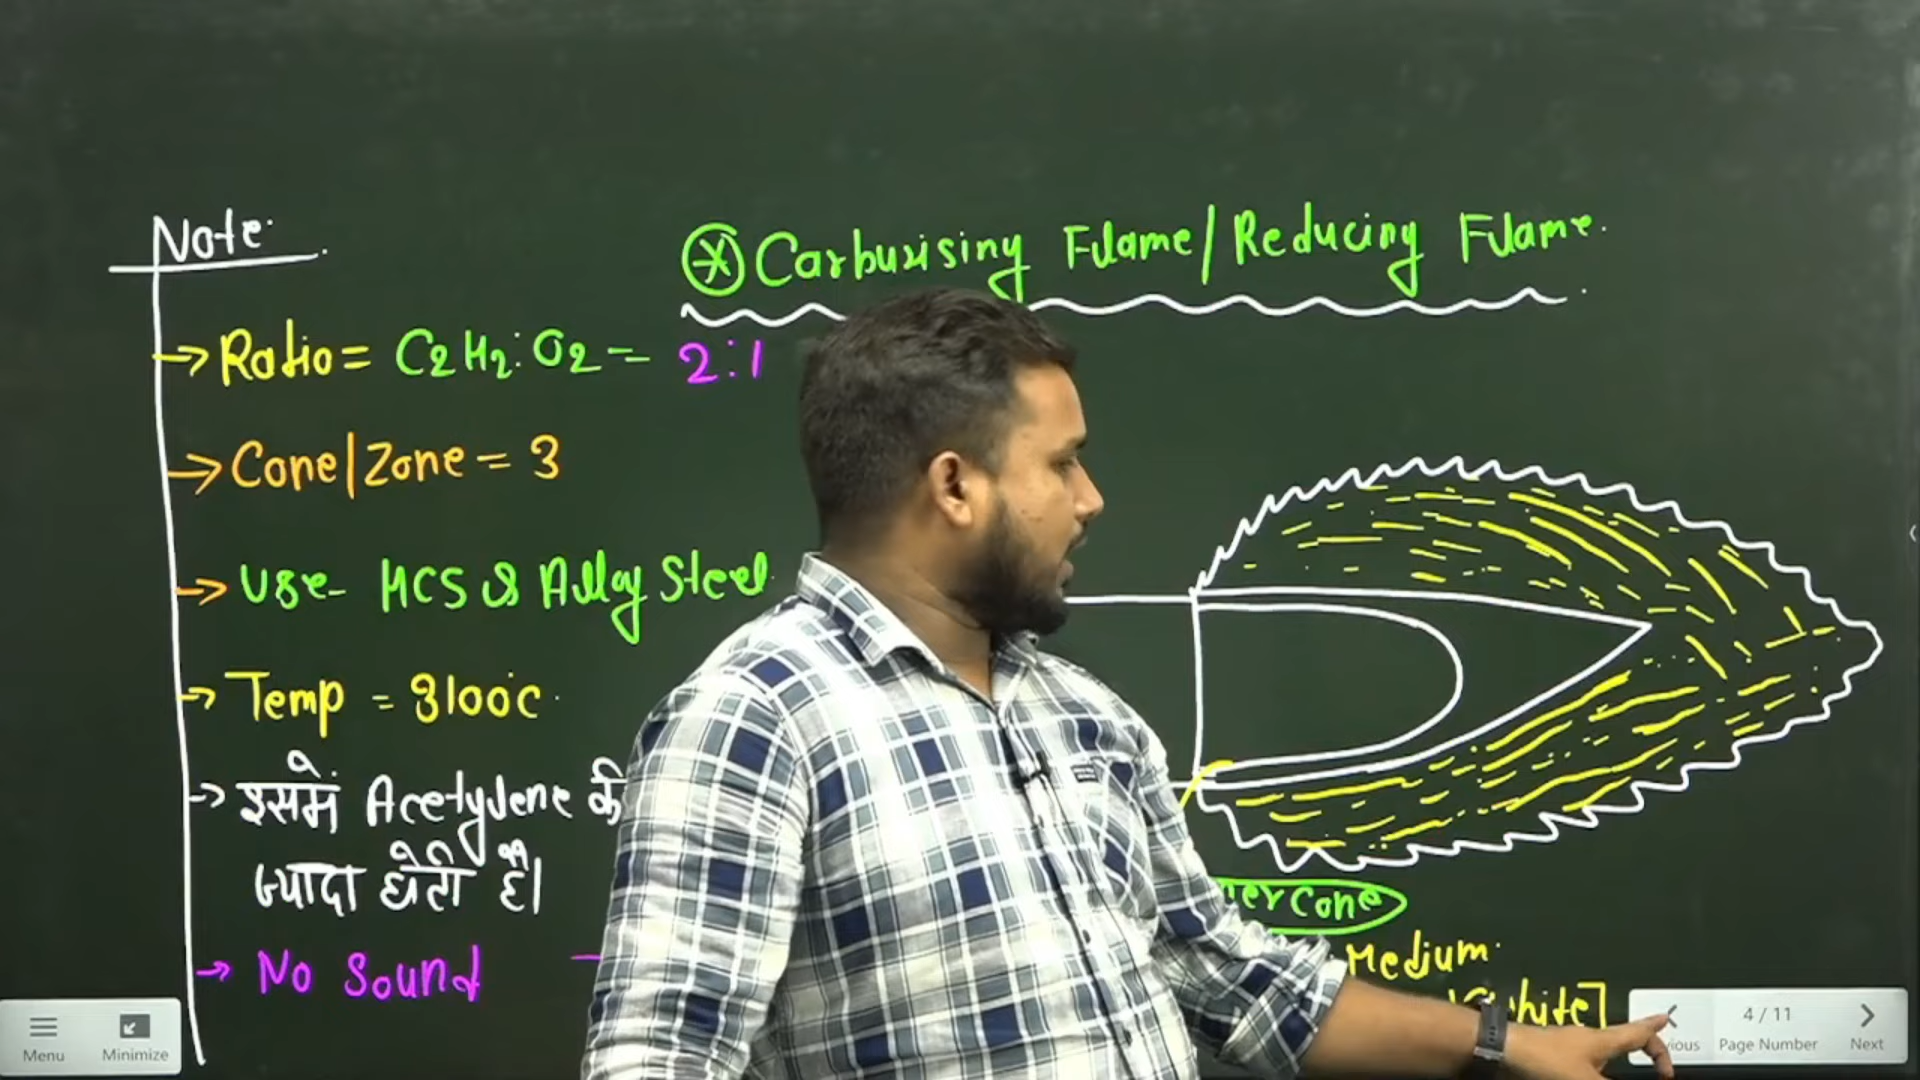 Note
Carburising Flame/Reducing Flame
→ Ratio = C2H2:O2 = 2:1
→ Cone/Zone = 3
→ Use - HCS & Alloy Steel
→ Temp = 3100°C
→ इसमें Acetylene की
ज्यादा होती है।
→ No Sound
Cone
Medium
Menu
Minimize
4 / 11
Page Number
Next